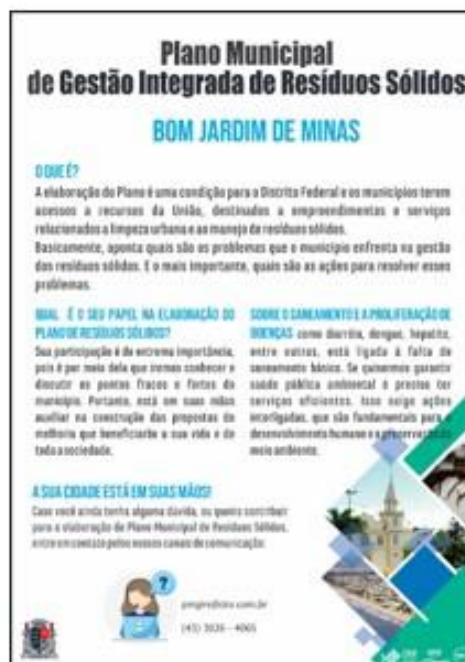 Plano Municipal
de Gestão Integrada de Resíduos Sólidos
BOM JARDIM DE MINAS
O QUE É?
A elaboração do Plano é uma condição para o Distrito Federal e os municípios terem
acessos a recursos da União, destinados a empreendimentos e serviços
relacionados a limpeza urbana e ao manejo de resíduos sólidos.
Basicamente, aponta quais são os problemas que o município enfrenta na gestão
dos resíduos sólidos. E o mais importante, quais são as ações para resolver esses
problemas.
QUAL É O SEU PAPEL NA ELABORAÇÃO DO
PLANO DE RESÍDUOS SÓLIDOS?
Sua participação é de extrema importância,
pois é por meio dela que iremos conhecer e
discutir os pontos fracos e fortes do
município. Portanto, está em suas mãos
auxiliar na construção das propostas de
melhoria que beneficiarão a sua vida e de
toda a sociedade.
SOBRE O SANEAMENTO E A PROLIFERAÇÃO DE
DOENÇAS como diarréia, dengue, hepatite,
entre outras, está ligada à falta de
saneamento básico. Se quisermos garantir
saúde pública ambiental é preciso ter
serviços eficientes. Isso exige ações
interligadas, que são fundamentais para o
desenvolvimento humano e a preservação do
meio ambiente.
A SUA CIDADE ESTÁ EM SUAS MÃOS!
Caso você ainda tenha alguma dúvida, ou queira contribuir
para a elaboração do Plano Municipal de Resíduos Sólidos,
entre em contato pelos nossos canais de comunicação:
?
(43) 3026 - 4065